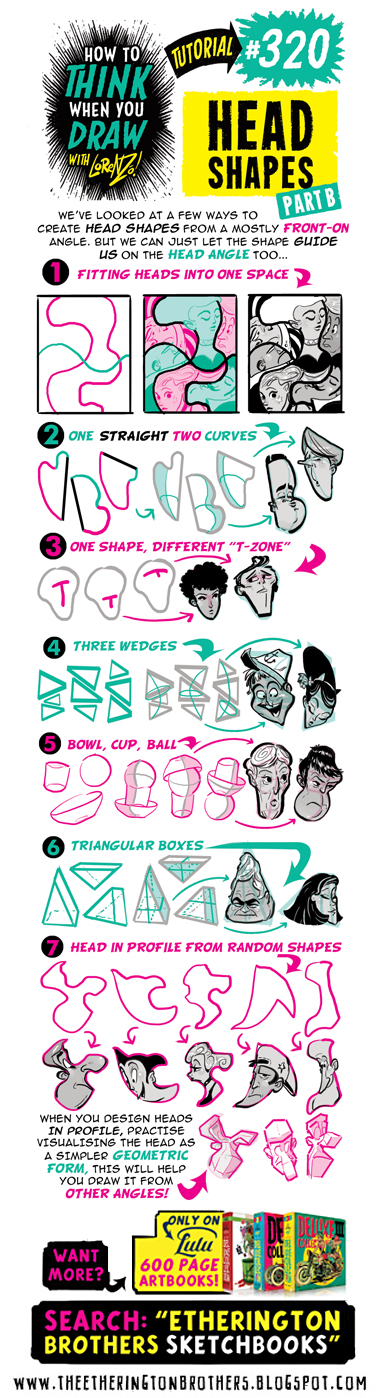 HOW TO
THINK
WHEN YOU
DRAW
WITH LORENZO!
TUTORIAL
#320
HEAD
SHAPES
PART B
WE'VE LOOKED AT A FEW WAYS TO
CREATE HEAD SHAPES FROM A MOSTLY FRONT-ON
ANGLE. BUT WE CAN JUST LET THE SHAPE GUIDE
US ON THE HEAD ANGLE TOO...
1 FITTING HEADS INTO ONE SPACE
2 ONE STRAIGHT TWO CURVES
3 ONE SHAPE, DIFFERENT "T-ZONE"
4 THREE WEDGES
5 BOWL, CUP, BALL
6 TRIANGULAR BOXES
7 HEAD IN PROFILE FROM RANDOM SHAPES
WHEN YOU DESIGN HEADS
IN PROFILE, PRACTISE
VISUALISING THE HEAD AS
A SIMPLER GEOMETRIC
FORM, THIS WILL HELP
YOU DRAW IT FROM
OTHER ANGLES!
WANT
MORE?
ONLY ON
Lulu
600 PAGE
ARTBOOKS!
DELUXE III
SEARCH: "ETHERINGTON
BROTHERS SKETCHBOOKS"
WWW.THEETHERINGTONBROTHERS.BLOGSPOT.COM